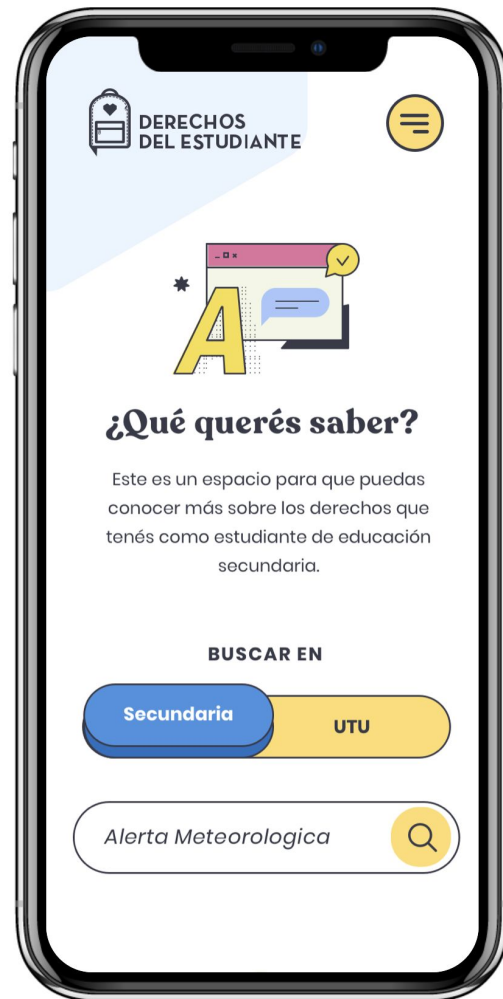 DERECHOS
DEL ESTUDIANTE
A
¿Qué querés saber?
Este es un espacio para que puedas
conocer más sobre los derechos que
tenés como estudiante de educación
secundaria.
BUSCAR EN
Secundaria
UTU
Alerta Meteorologica